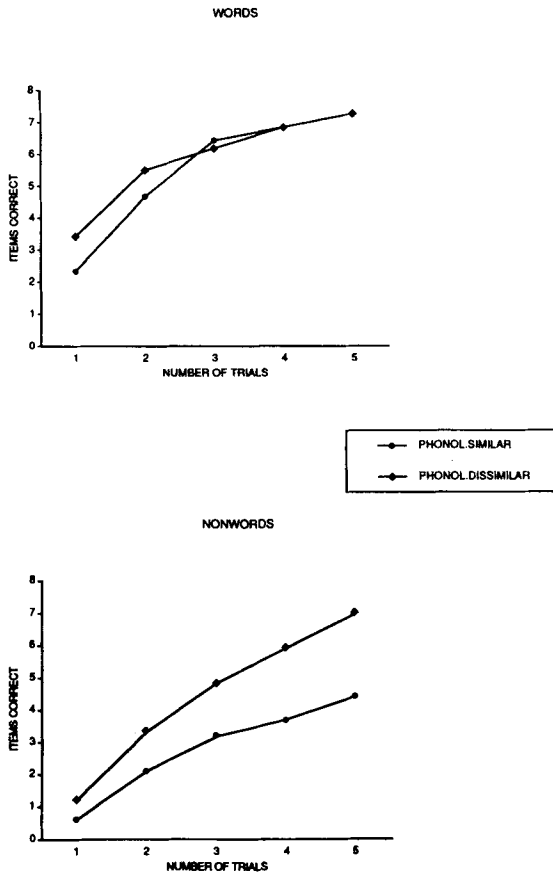 WORDS
8
7
6
5
4
3
2
1
0
ITEMS CORRECT
1 2 3 4 5
NUMBER OF TRIALS
PHONOL.SIMILAR
PHONOL.DISSIMILAR
NONWORDS
8
7
6
5
4
3
2
1
0
ITEMS CORRECT
1 2 3 4 5
NUMBER OF TRIALS